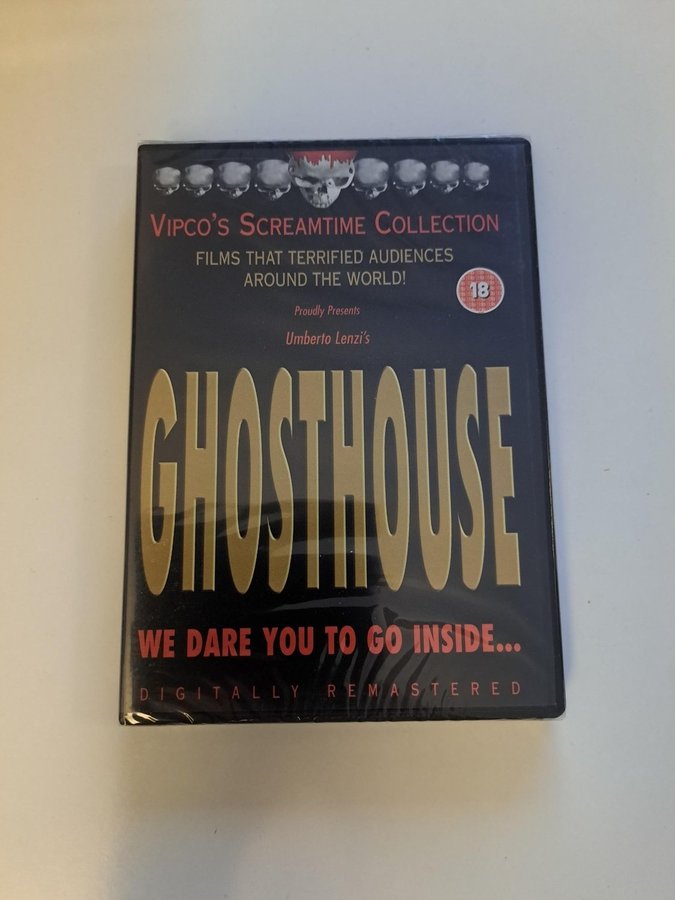 VIPCO'S SCREAMTIME COLLECTION
FILMS THAT TERRIFIED AUDIENCES
AROUND THE WORLD!
18
Proudly Presents
Umberto Lenzi's
GHOSTHOUSE
WE DARE YOU TO GO INSIDE...
DIGITALLY REMASTERED